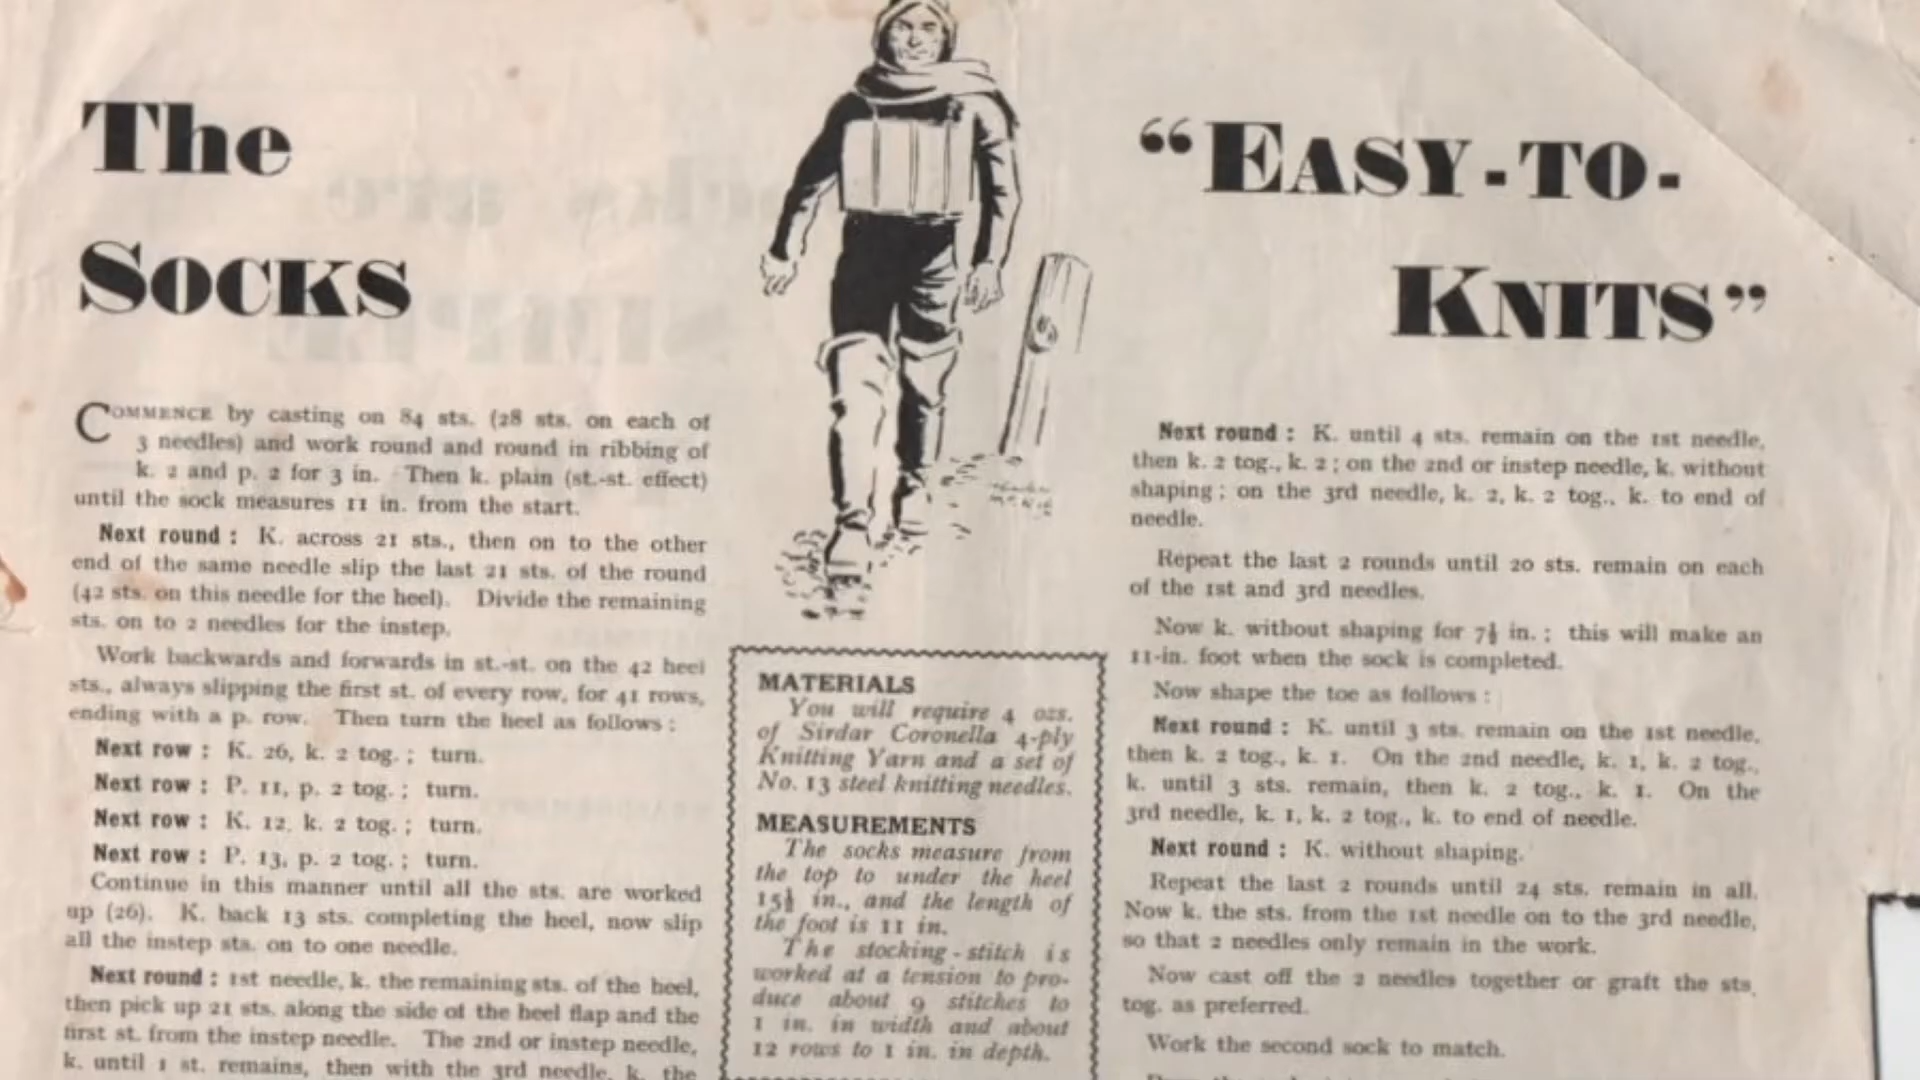 The
Socks
COMMENCE by casting on 84 sts. (28 sts. on each of
3 needles) and work round and round in ribbing of
k. 2 and p. 2 for 3 in. Then k. plain (st.-st. effect)
until the sock measures 11 in. from the start.
Next round : K. across 21 sts., then on to the other
end of the same needle slip the last 21 sts. of the round
(42 sts. on this needle for the heel). Divide the remaining
sts. on to 2 needles for the instep.
Work backwards and forwards in st.-st. on the 42 heel
sts., always slipping the first st. of every row, for 41 rows,
ending with a p. row. Then turn the heel as follows :
Next row : K. 26, k. 2 tog. ; turn.
Next row : P. 11, p. 2 tog. ; turn.
Next row : K. 12, k. 2 tog. ; turn.
Next row : P. 13, p. 2 tog. ; turn.
Continue in this manner until all the sts. are worked
up (26). K. back 13 sts. completing the heel, now slip
all the instep sts. on to one needle.
Next round : 1st needle, k. the remaining sts. of the heel,
then pick up 21 sts. along the side of the heel flap and the
first st. from the instep needle. The 2nd or instep needle,
k. until 1 st. remains, then with the 3rd needle, k. the
MATERIALS
You will require 4 ozs.
of Sirdar Coronella 4-ply
Knitting Yarn and a set of
No. 13 steel knitting needles.
MEASUREMENTS
The socks measure from
the top to under the heel
15½ in., and the length of
the foot is 11 in.
The stocking-stitch is
worked at a tension to pro-
duce about 9 stitches to
1 in. in width and about
12 rows to 1 in. in depth.
“EASY-TO-
KNITS”
Next round : K. until 4 sts. remain on the 1st needle,
then k. 2 tog., k. 2 ; on the 2nd or instep needle, k. without
shaping ; on the 3rd needle, k. 2, k. 2 tog., k. to end of
needle.
Repeat the last 2 rounds until 20 sts. remain on each
of the 1st and 3rd needles.
Now k. without shaping for 7½ in. ; this will make an
11-in. foot when the sock is completed.
Now shape the toe as follows :
Next round : K. until 3 sts. remain on the 1st needle,
then k. 2 tog., k. 1. On the 2nd needle, k. 1, k. 2 tog.,
k. until 3 sts. remain, then k. 2 tog., k. 1. On the
3rd needle, k. 1, k. 2 tog., k. to end of needle.
Next round : K. without shaping.
Repeat the last 2 rounds until 24 sts. remain in all.
Now k. the sts. from the 1st needle on to the 3rd needle,
so that 2 needles only remain in the work.
Now cast off the 2 needles together or graft the sts.
tog. as preferred.
Work the second sock to match.